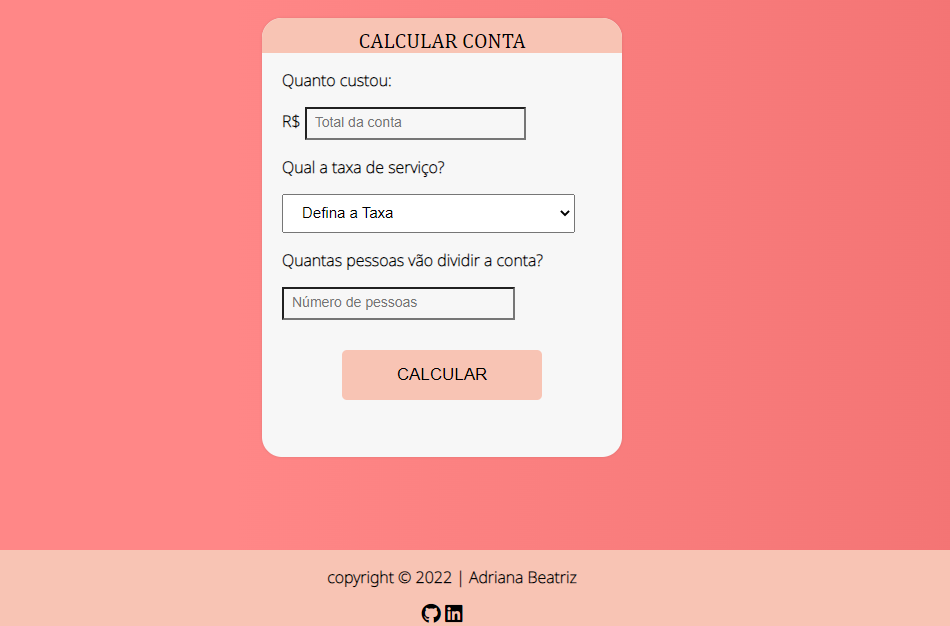 CALCULAR CONTA
Quanto custou:
R$ Total da conta
Qual a taxa de serviço?
Defina a Taxa
Quantas pessoas vão dividir a conta?
Número de pessoas
CALCULAR
copyright © 2022 | Adriana Beatriz
in